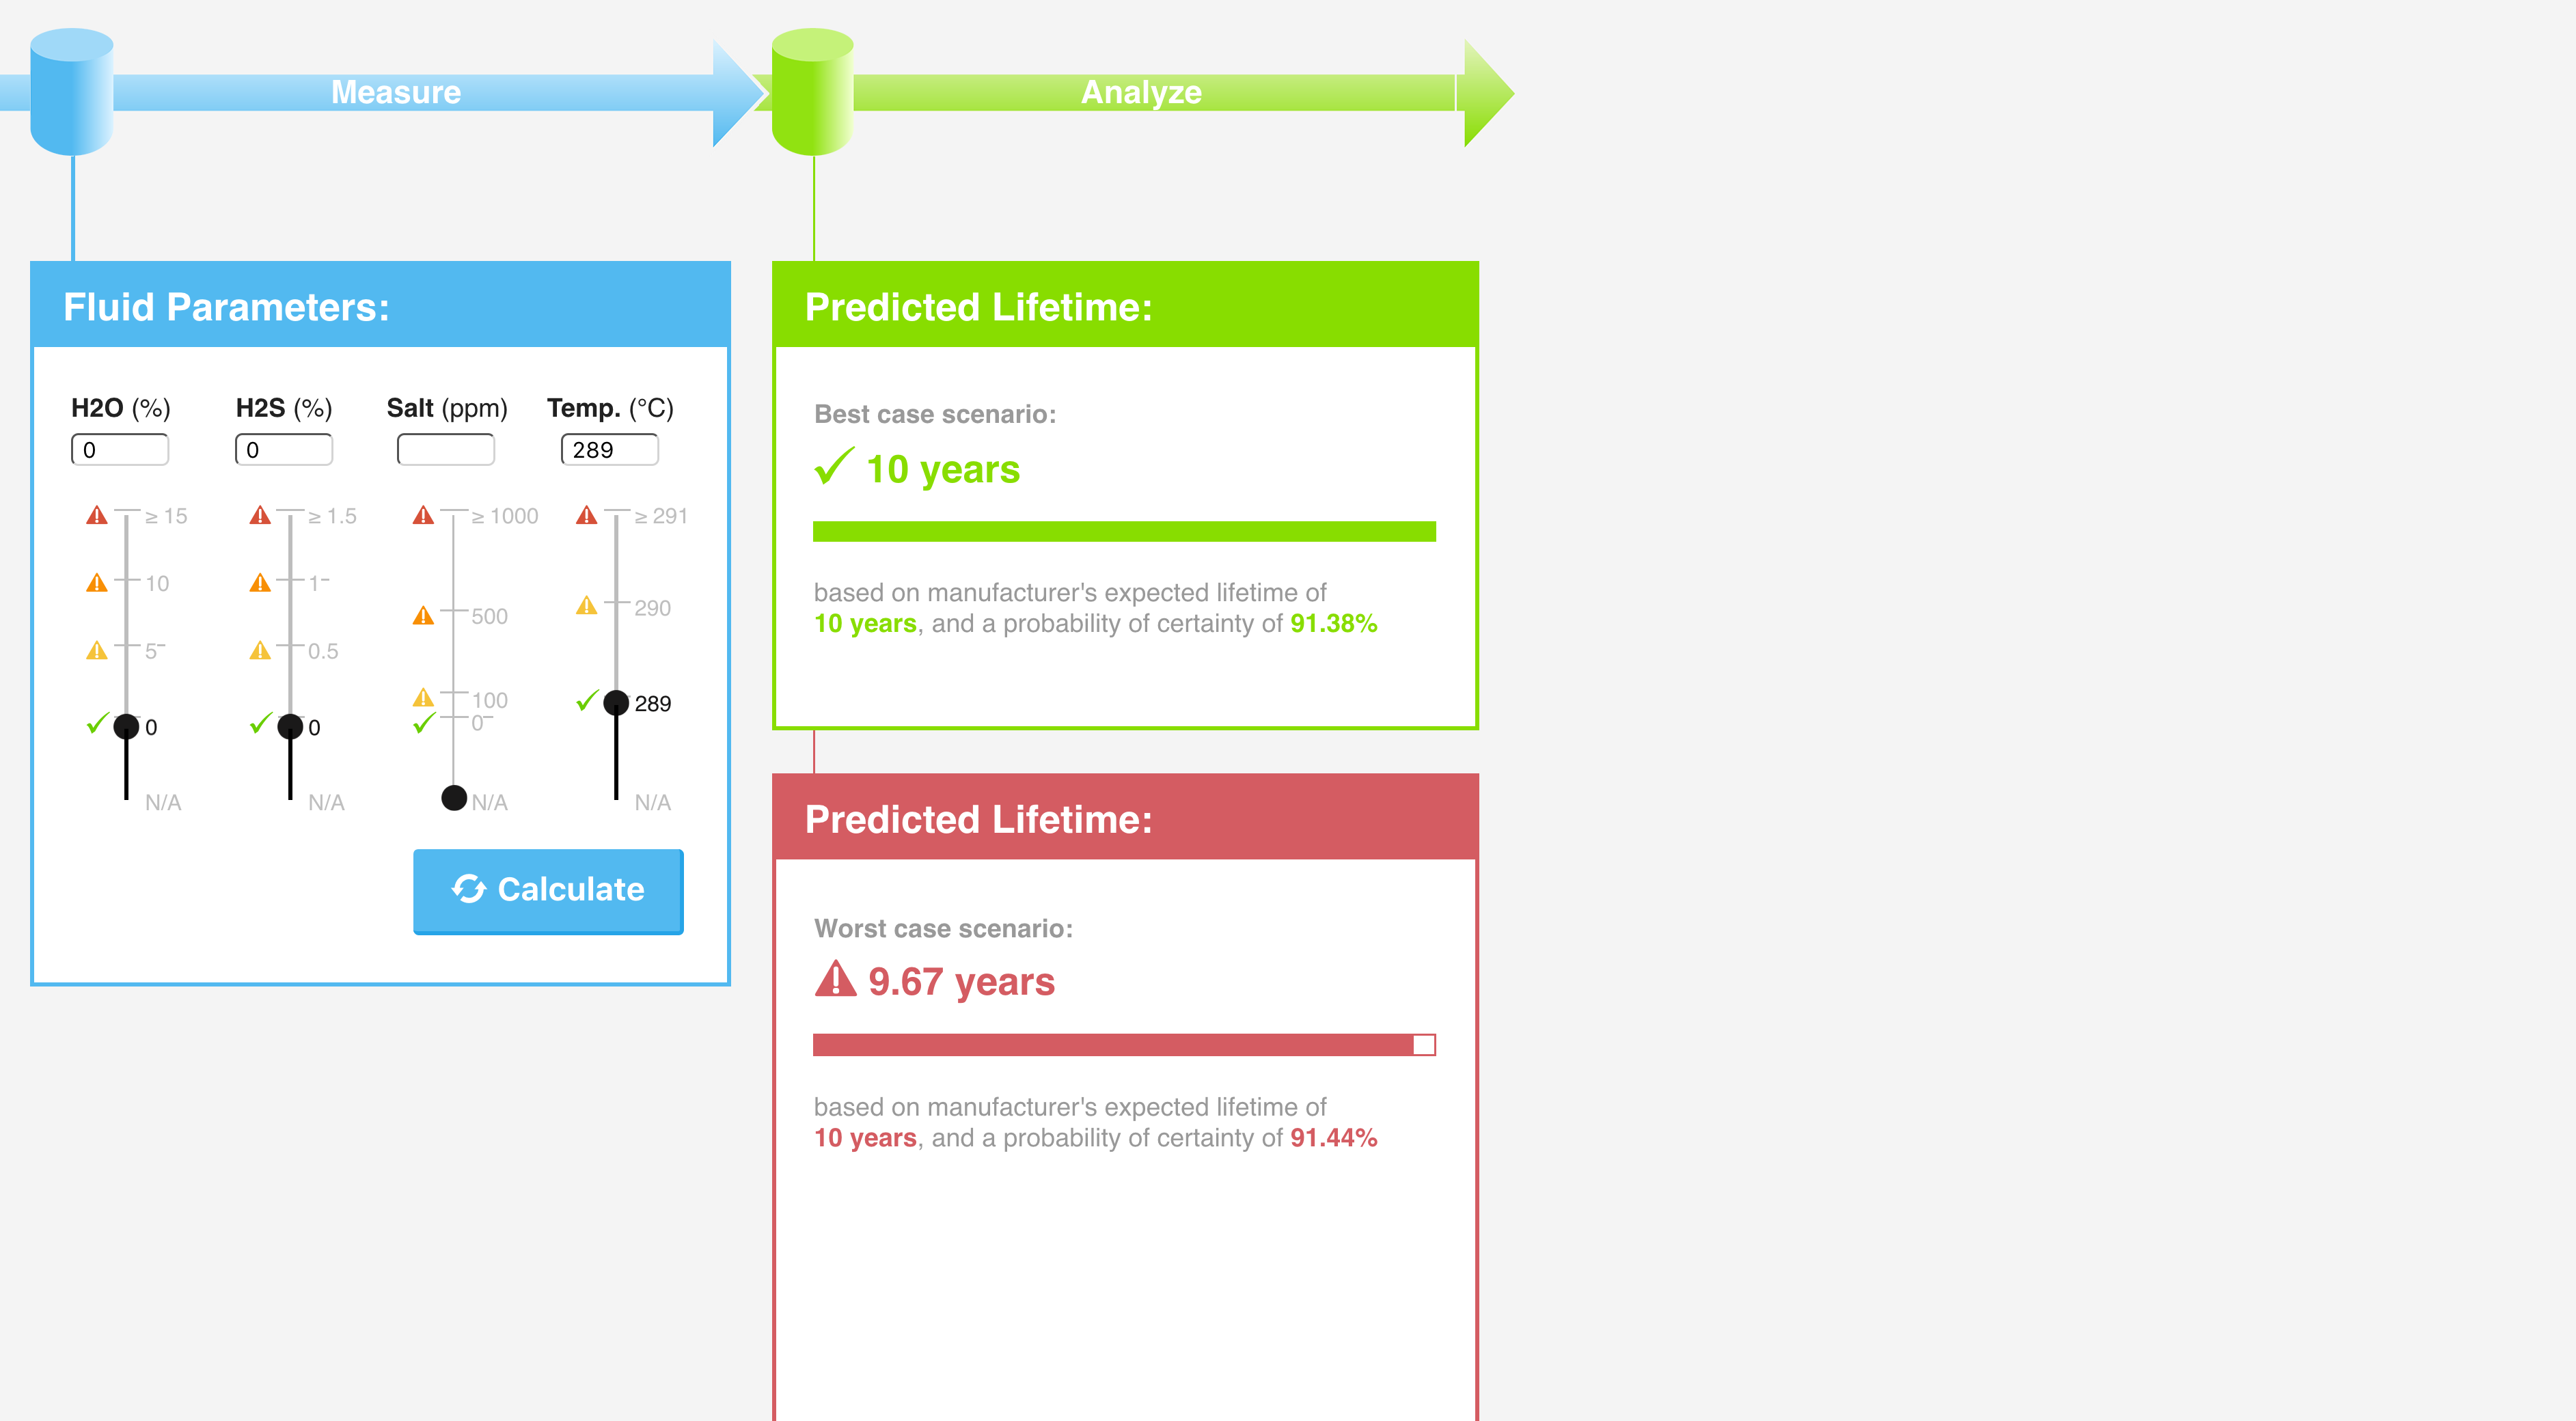 Measure
Analyze
Fluid Parameters:
H2O (%) H2S (%) Salt (ppm) Temp. (°C)
0 0 289
≥ 15 ≥ 1.5 ≥ 1000 ≥ 291
10 1 500 290
5 0.5 100 289
0 0 0
N/A N/A N/A N/A
Calculate
Predicted Lifetime:
Best case scenario:
10 years
based on manufacturer's expected lifetime of
10 years, and a probability of certainty of 91.38%
Predicted Lifetime:
Worst case scenario:
9.67 years
based on manufacturer's expected lifetime of
10 years, and a probability of certainty of 91.44%